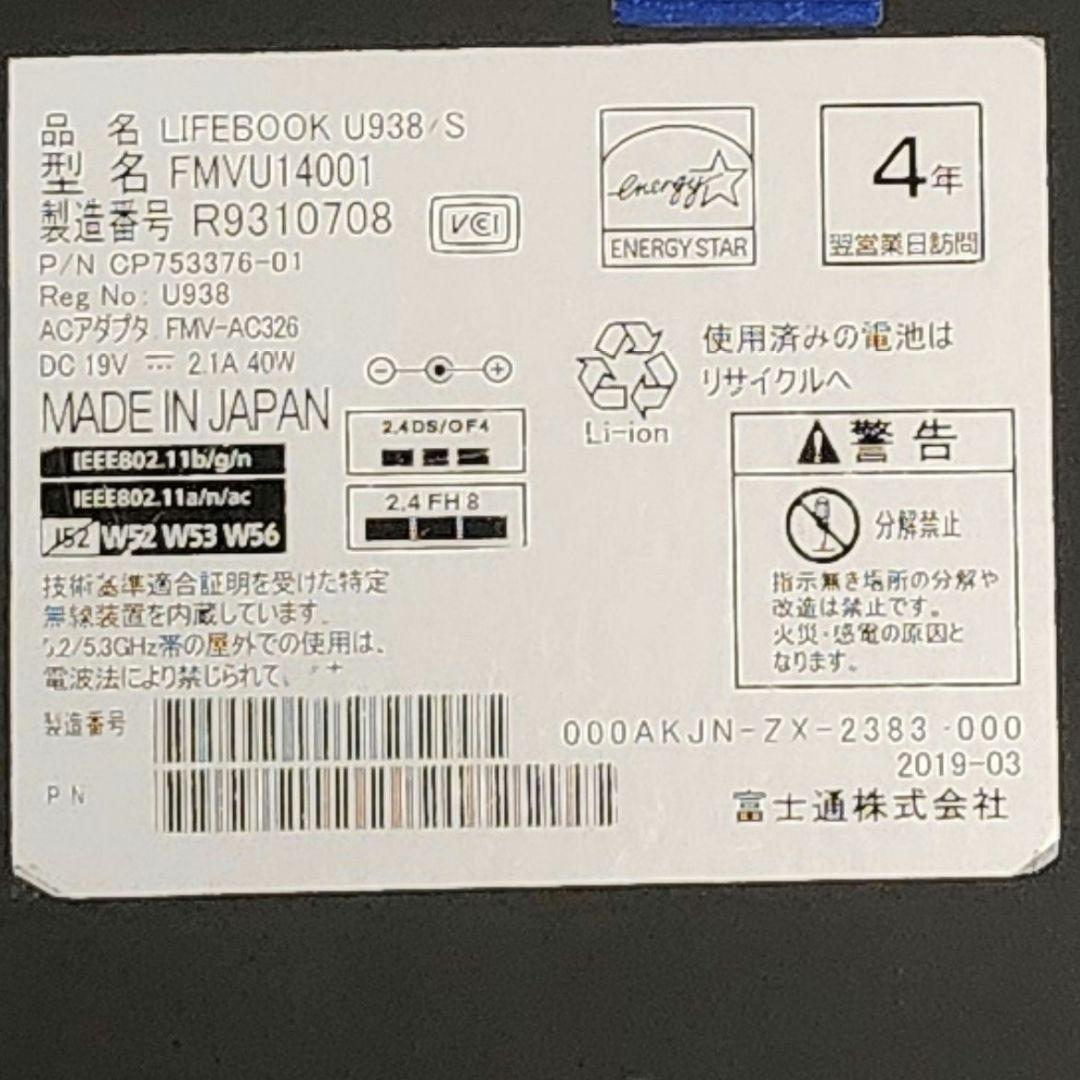 品 名 LIFEBOOK U938/S
型 名 FMVU14001
製造番号 R9310708
VCCI
P/N CP753376-01
Reg No: U938
ACアダプタ FMV-AC326
DC 19V ⎓ 2.1A 40W
MADE IN JAPAN
IEEE802.11b/g/n
IEEE802.11a/n/ac
J52 W52 W53 W56
2.4DS/OF4
2.4FH8
技術基準適合証明を受けた特定
無線装置を内蔵しています。
5.2/5.3GHz帯の屋外での使用は、
電波法により禁じられて
製造番号
PN
energy
ENERGY STAR
4年
翌営業日訪問
使用済みの電池は
リサイクルへ
Li-ion
警告
分解禁止
指示無き場所の分解や
改造は禁止です。
火災・感電の原因と
なります。
000AKJN-ZX-2383-000
2019-03
富士通株式会社